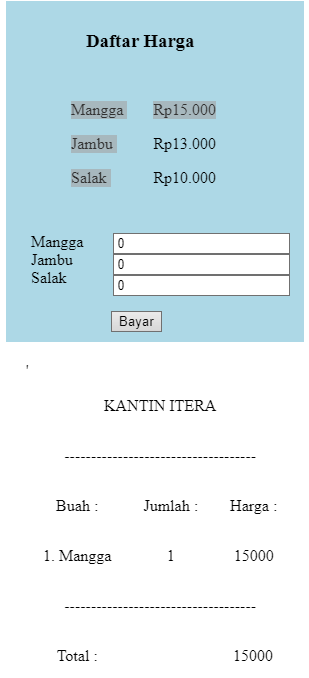 Daftar Harga
Mangga Rp15.000
Jambu Rp13.000
Salak Rp10.000
Mangga 0
Jambu 0
Salak 0
Bayar
'
KANTIN ITERA
------------------------------------
Buah : Jumlah : Harga :
1. Mangga 1 15000
------------------------------------
Total : 15000